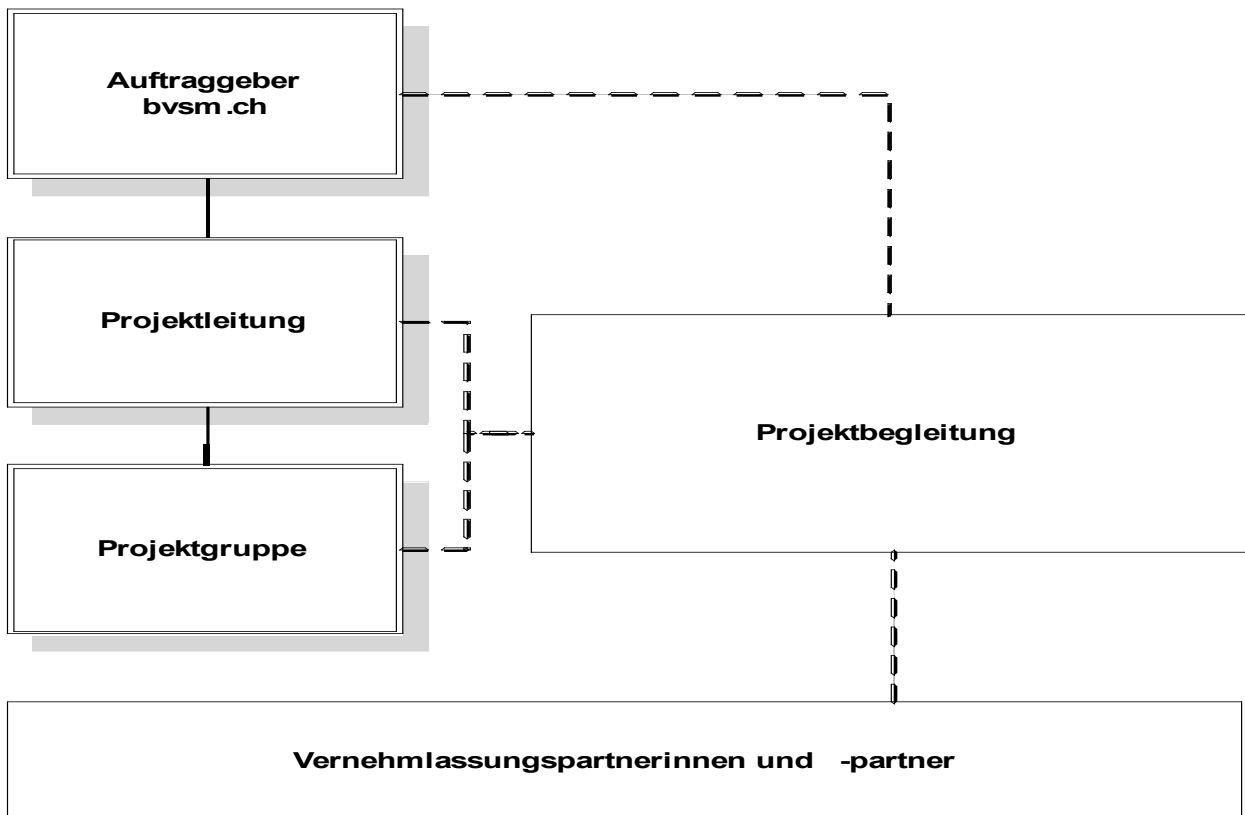 Auftraggeber
bvsm.ch
Projektleitung
Projektbegleitung
Projektgruppe
Vernehmlassungspartnerinnen und -partner